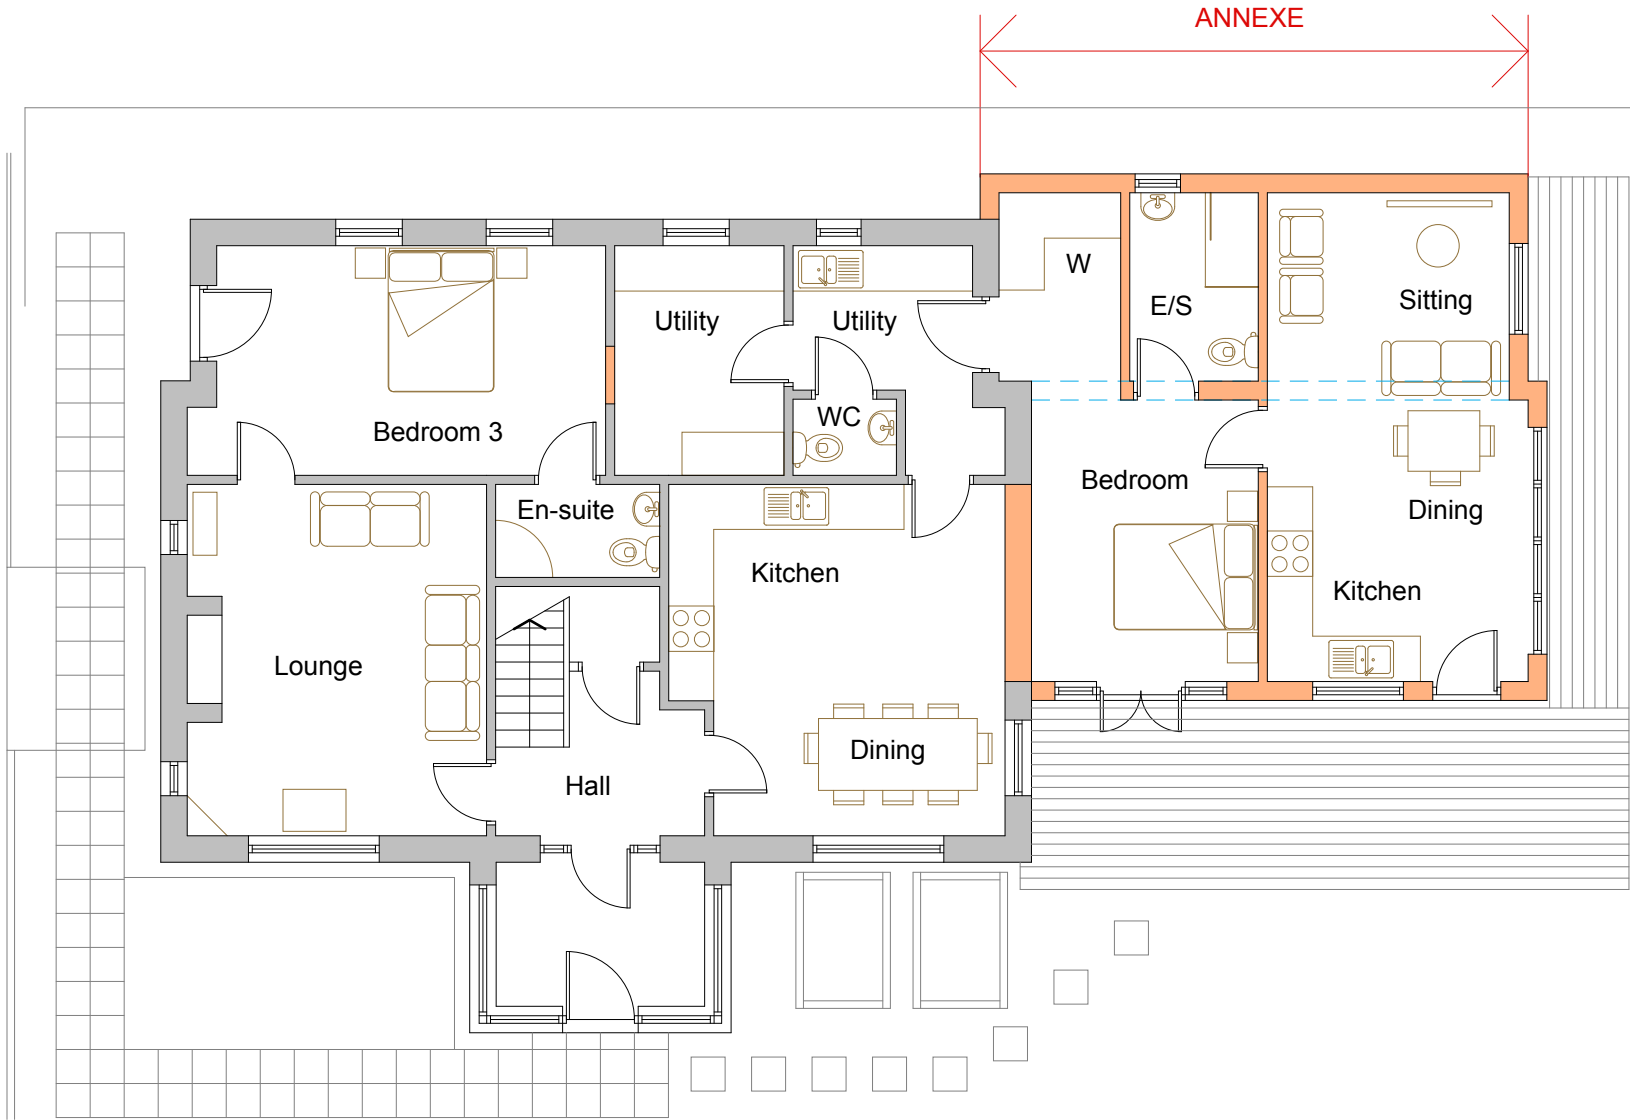 ANNEXE
W
E/S
Sitting
Utility
Utility
WC
Bedroom 3
Bedroom
En-suite
Dining
Kitchen
Kitchen
Lounge
Dining
Hall